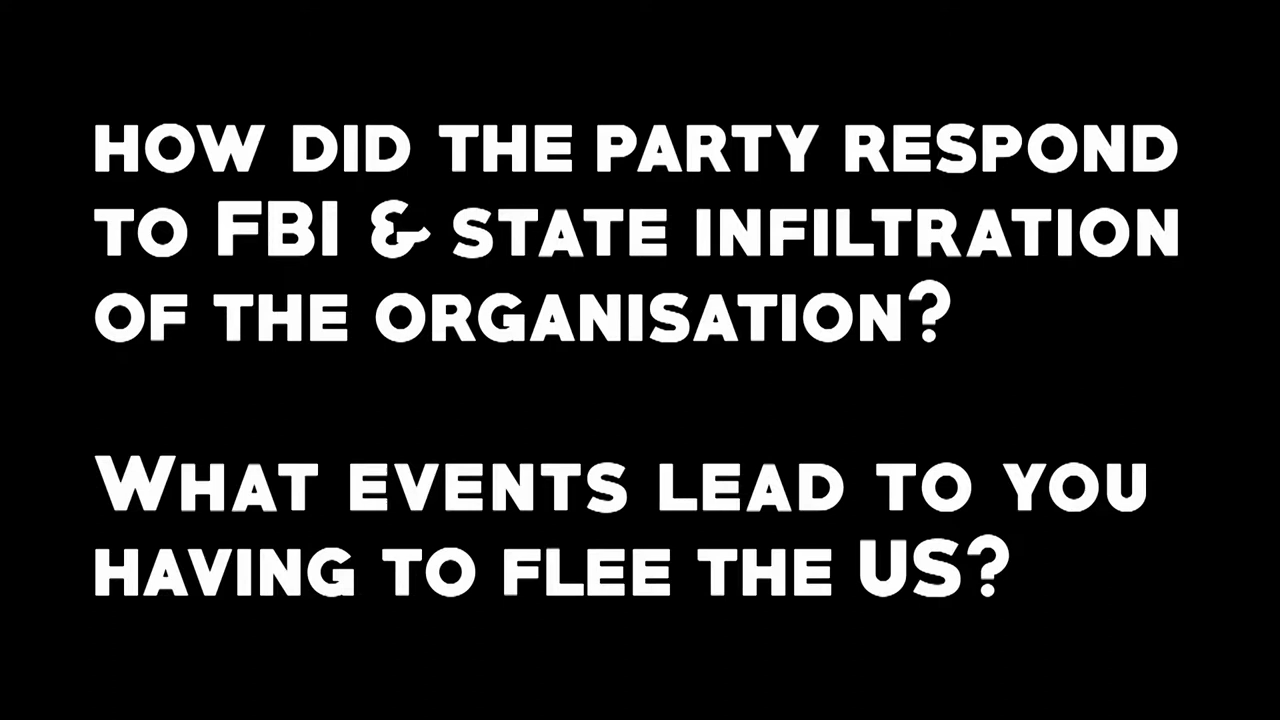 HOW DID THE PARTY RESPOND
TO FBI & STATE INFILTRATION
OF THE ORGANISATION?
WHAT EVENTS LEAD TO YOU
HAVING TO FLEE THE US?